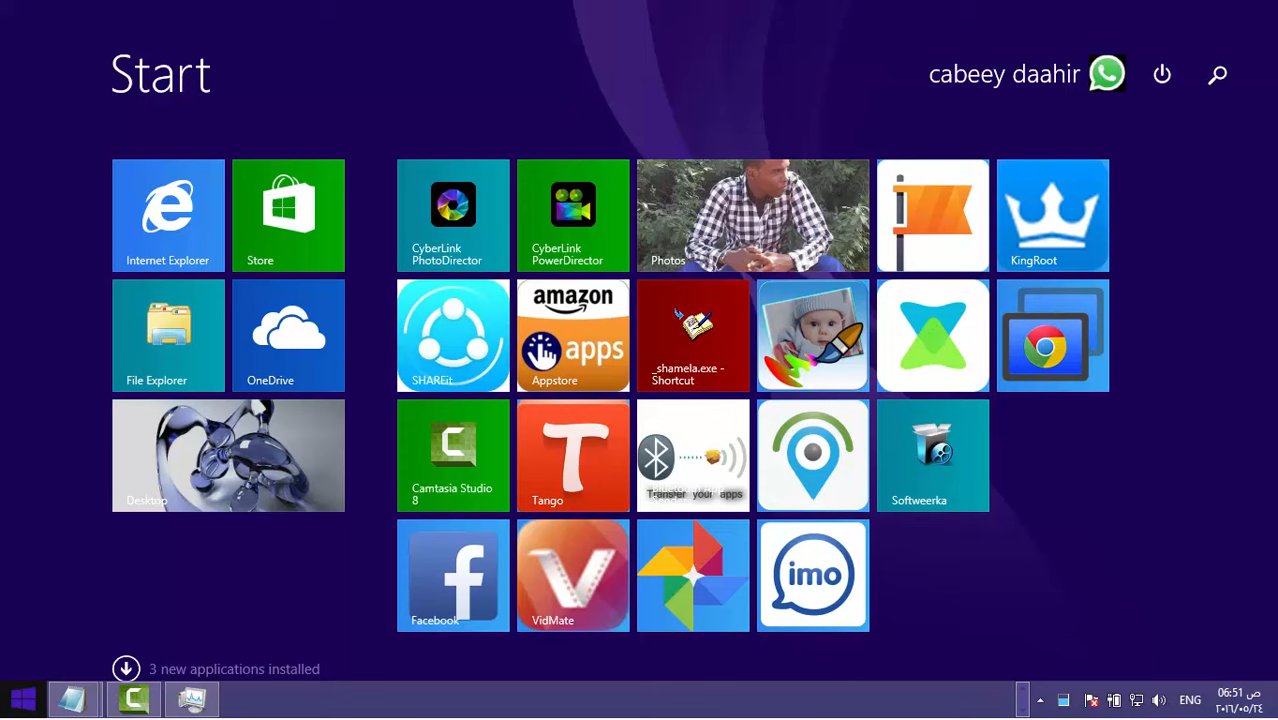 Start
cabeey daahir
Internet Explorer
Store
CyberLink
PhotoDirector
CyberLink
PowerDirector
Photos
KingRoot
File Explorer
OneDrive
SHAREit
amazon
apps
Appstore
_shamela.exe -
Shortcut
Desktop
Camtasia Studio
8
Tango
Bluetooth App
Transfer your apps
Softweerka
Facebook
VidMate
imo
3 new applications installed
ENG
06:51 ص
٢٠١٦/٠٥/٢٤